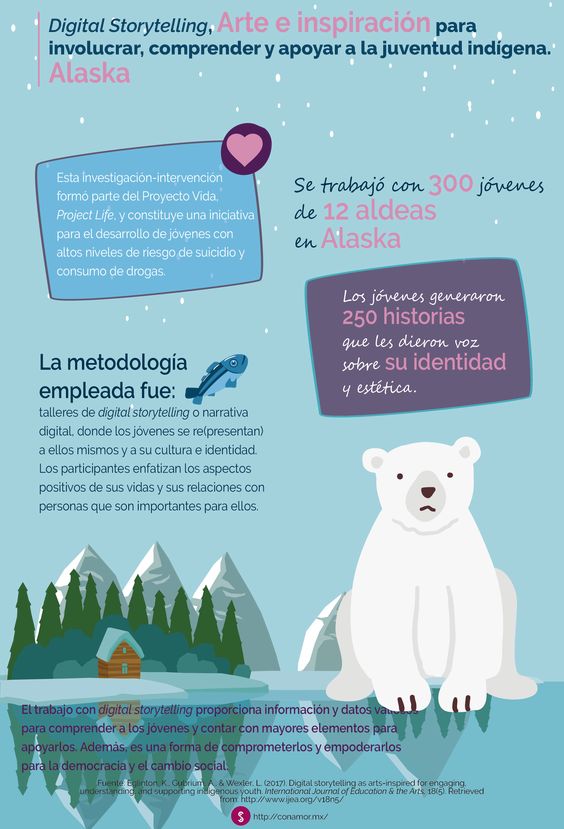 Digital Storytelling, Arte e inspiración para
involucrar, comprender y apoyar a la juventud indígena.
Alaska
Esta Investigación-intervención
formó parte del Proyecto Vida,
Project Life, y constituye una iniciativa
para el desarrollo de jóvenes con
altos niveles de riesgo de suicidio y
consumo de drogas.
Se trabajó con 300 jóvenes
de 12 aldeas
en Alaska
Los jóvenes generaron
250 historias
que les dieron voz
sobre su identidad
y estética.
La metodología
empleada fue:
talleres de digital storytelling o narrativa
digital, donde los jóvenes se re(presentan)
a ellos mismos y a su cultura e identidad.
Los participantes enfatizan los aspectos
positivos de sus vidas y sus relaciones con
personas que son importantes para ellos.
El trabajo con digital storytelling proporciona información y datos valiosos
para comprender a los jóvenes y contar con mayores elementos para
apoyarlos. Además, es una forma de comprometerlos y empoderarlos
para la democracia y el cambio social.
Fuente: Eglinton, K., Gubrium, A., & Wexler, L. (2017). Digital storytelling as arts-inspired for engaging,
understanding, and supporting indigenous youth. International Journal of Education & the Arts, 18(5). Retrieved
from: http://www.ijea.org/v18n5/
http://conamor.mx/